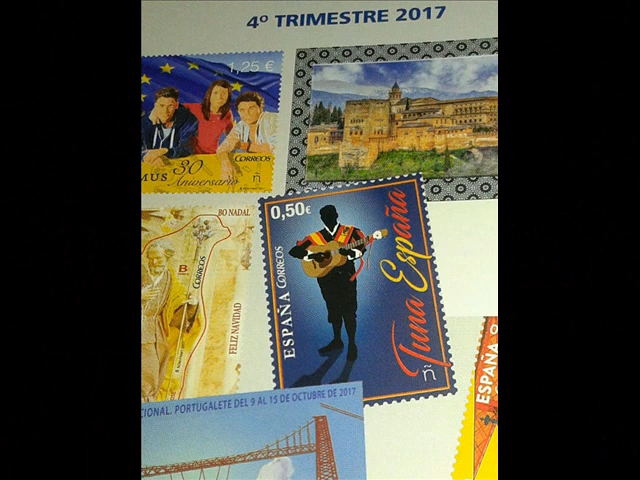 4º TRIMESTRE 2017
1,25 €
CORREOS
MUS 30
Aniversario
BO NADAL
B
CORREOS
FELIZ NAVIDAD
0,50€
ESPAÑA CORREOS
Tuna España
ñ
ESPAÑA
CIONAL. PORTUGALETE DEL 9 AL 15 DE OCTUBRE DE 2017